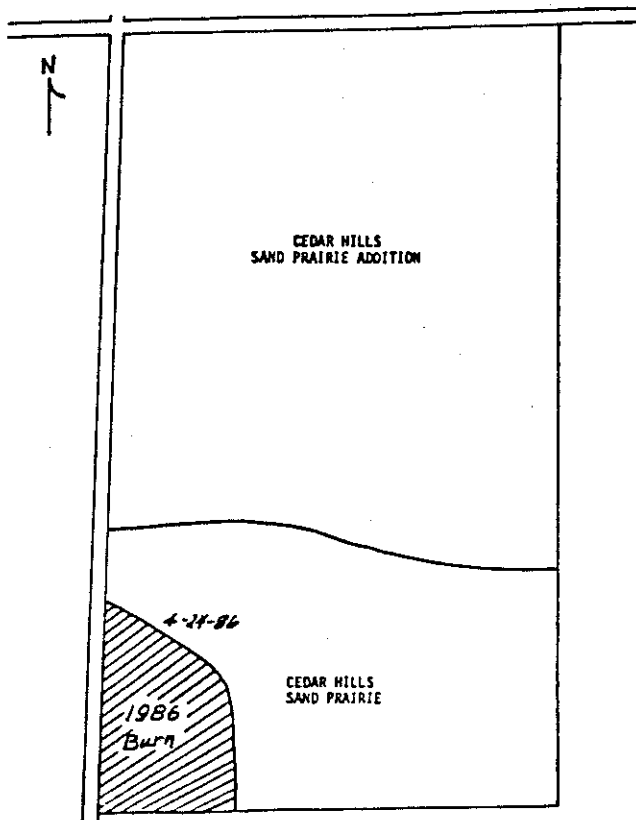 N
CEDAR HILLS
SAND PRAIRIE ADDITION
4-24-86
CEDAR HILLS
SAND PRAIRIE
1986
Burn